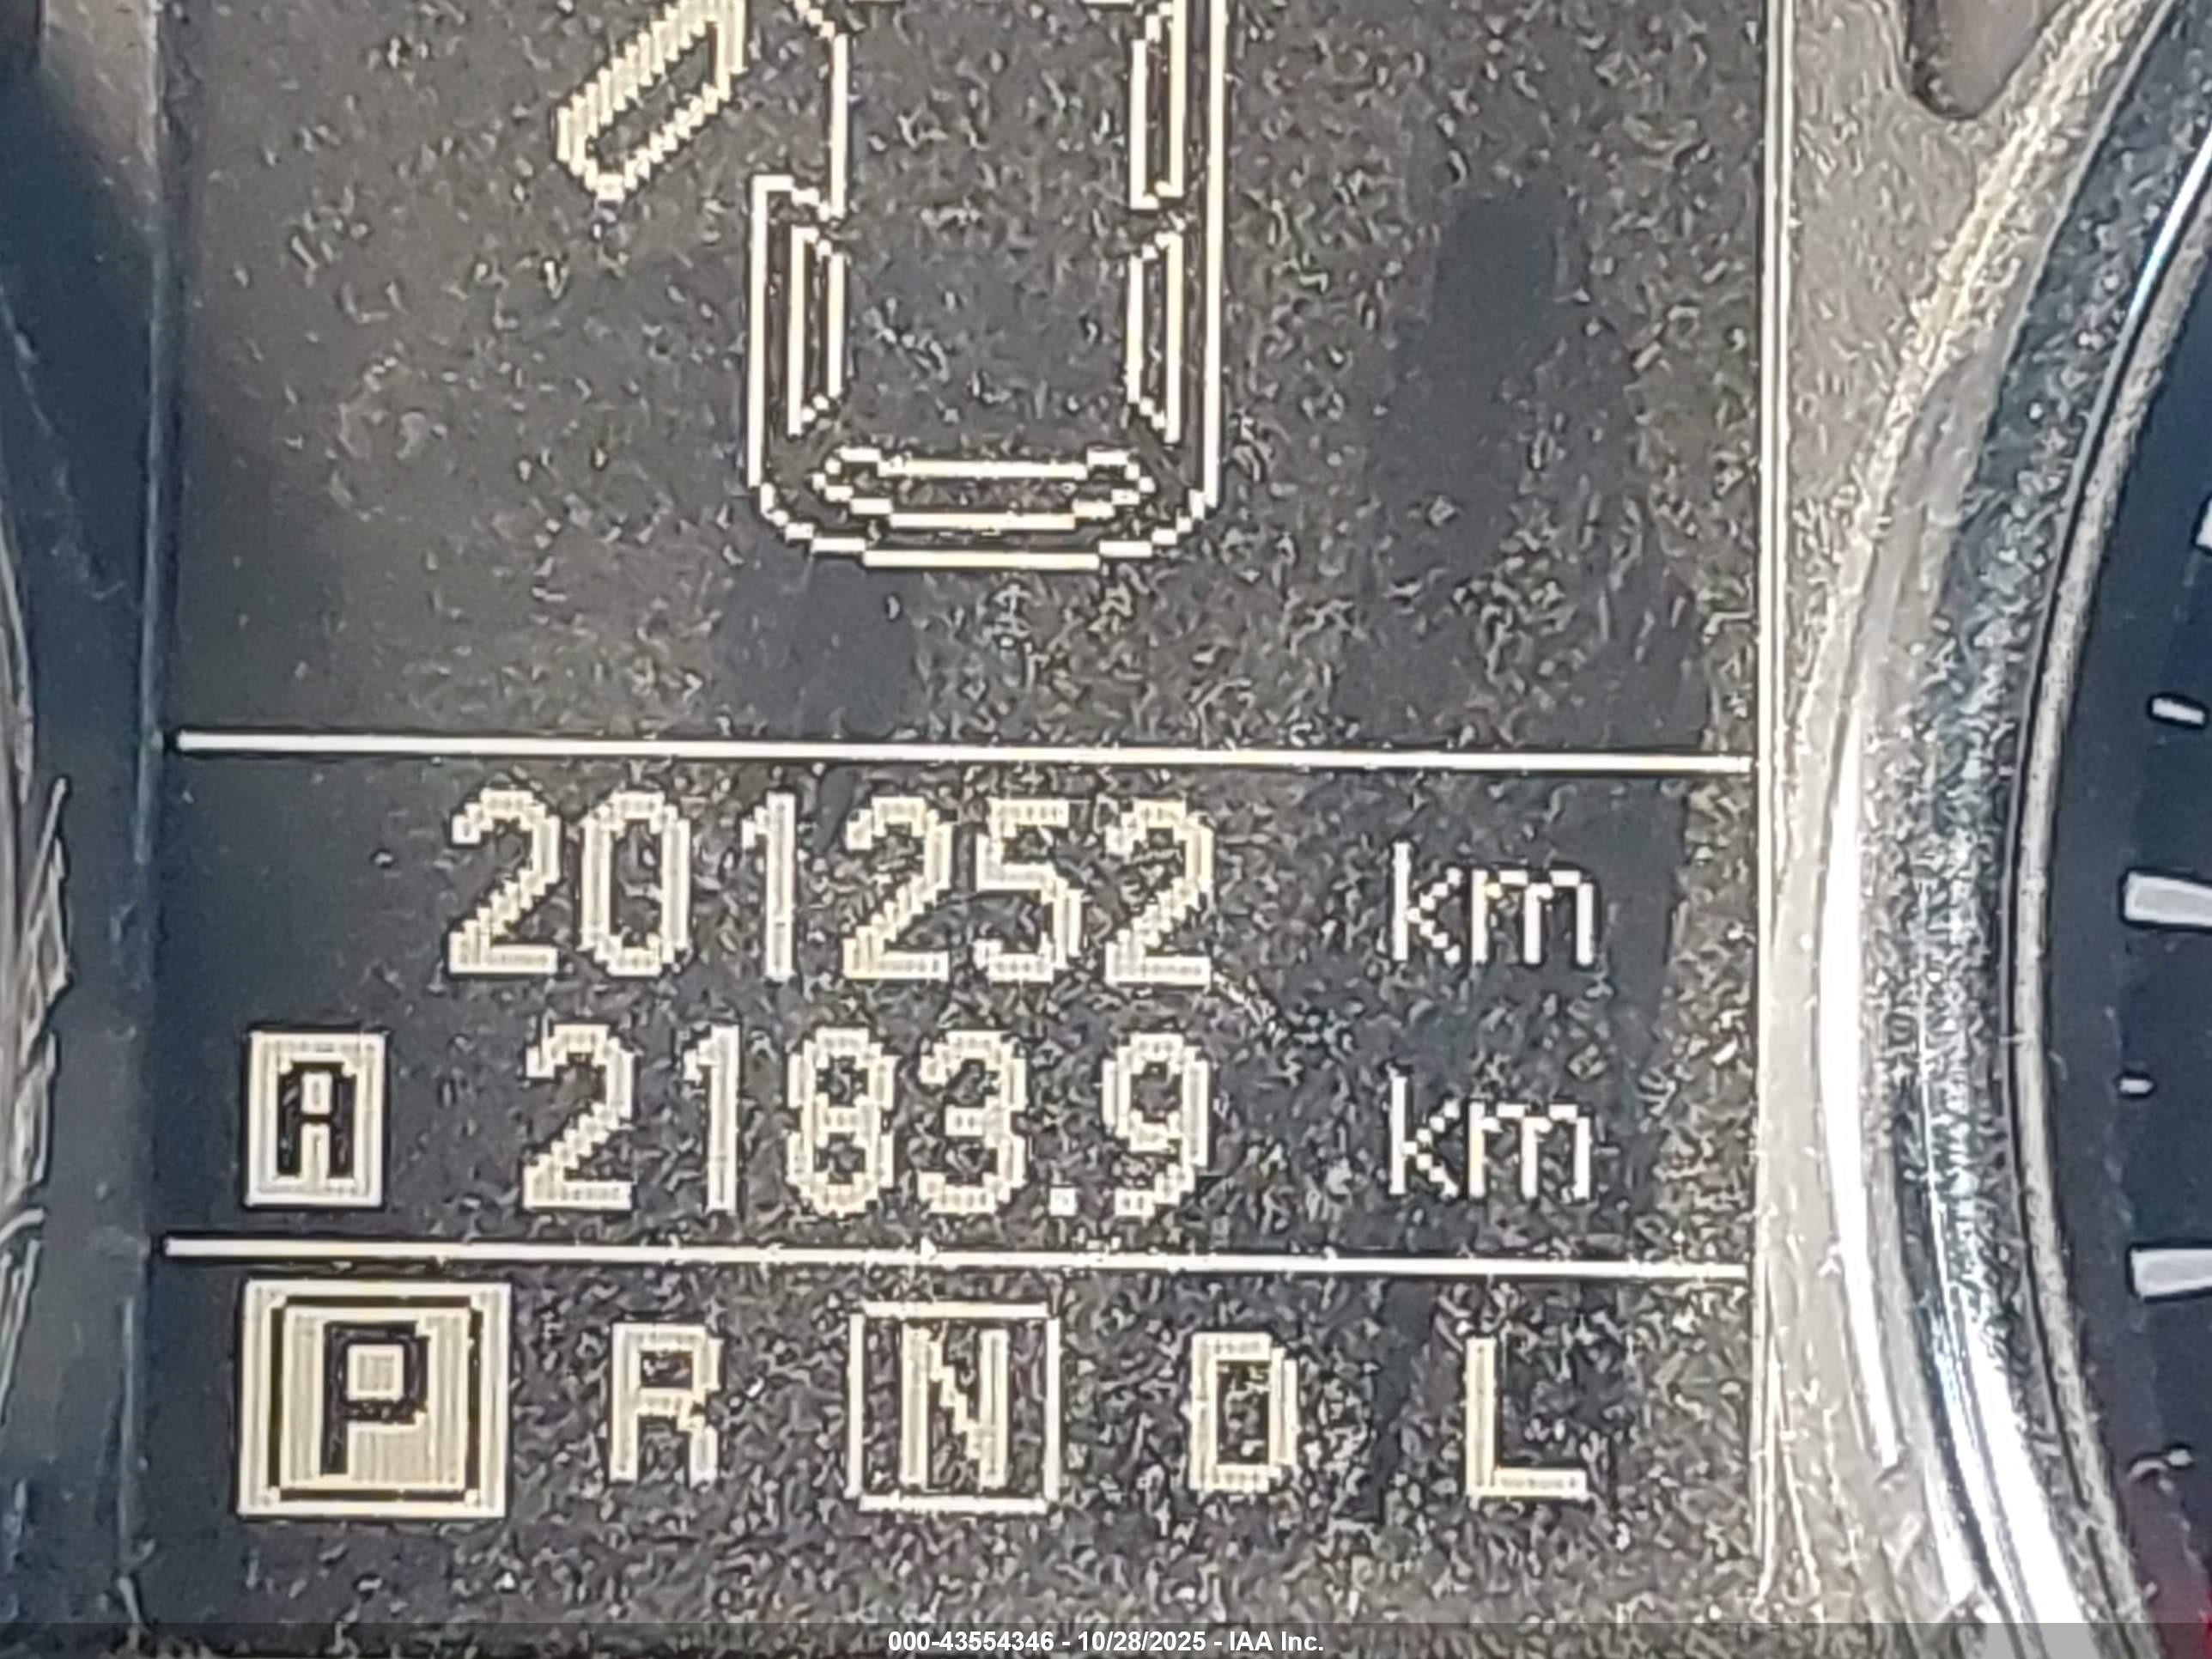 201252 km
A 2183.9 km
P R N D L
000-43554346 - 10/28/2025 - IAA Inc.